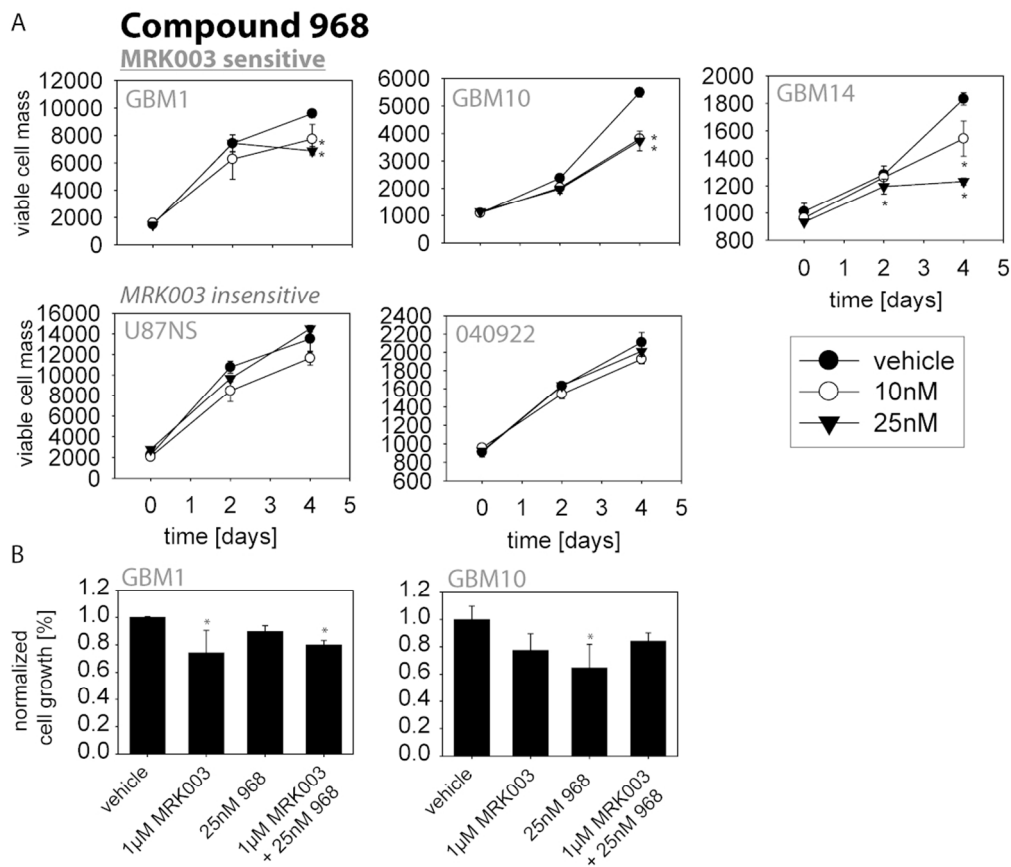 A
Compound 968
MRK003 sensitive
viable cell mass
12000
10000
8000
6000
4000
2000
0
GBM1
*
*
6000
5000
4000
3000
2000
1000
0
GBM10
*
*
2000
1800
1600
1400
1200
1000
800
GBM14
*
*
*
0 1 2 3 4 5
time [days]
MRK003 insensitive
viable cell mass
16000
14000
12000
10000
8000
6000
4000
2000
0
U87NS
0 1 2 3 4 5
time [days]
2400
2200
2000
1800
1600
1400
1200
1000
800
600
040922
0 1 2 3 4 5
time [days]
vehicle
10nM
25nM
B
normalized
cell growth [%]
GBM1
1.2
1.0
0.8
0.6
0.4
0.2
0.0
*
*
vehicle
1µM MRK003
25nM 968
1µM MRK003
+ 25nM 968
GBM10
1.2
1.0
0.8
0.6
0.4
0.2
0.0
*
vehicle
1µM MRK003
25nM 968
1µM MRK003
+ 25nM 968